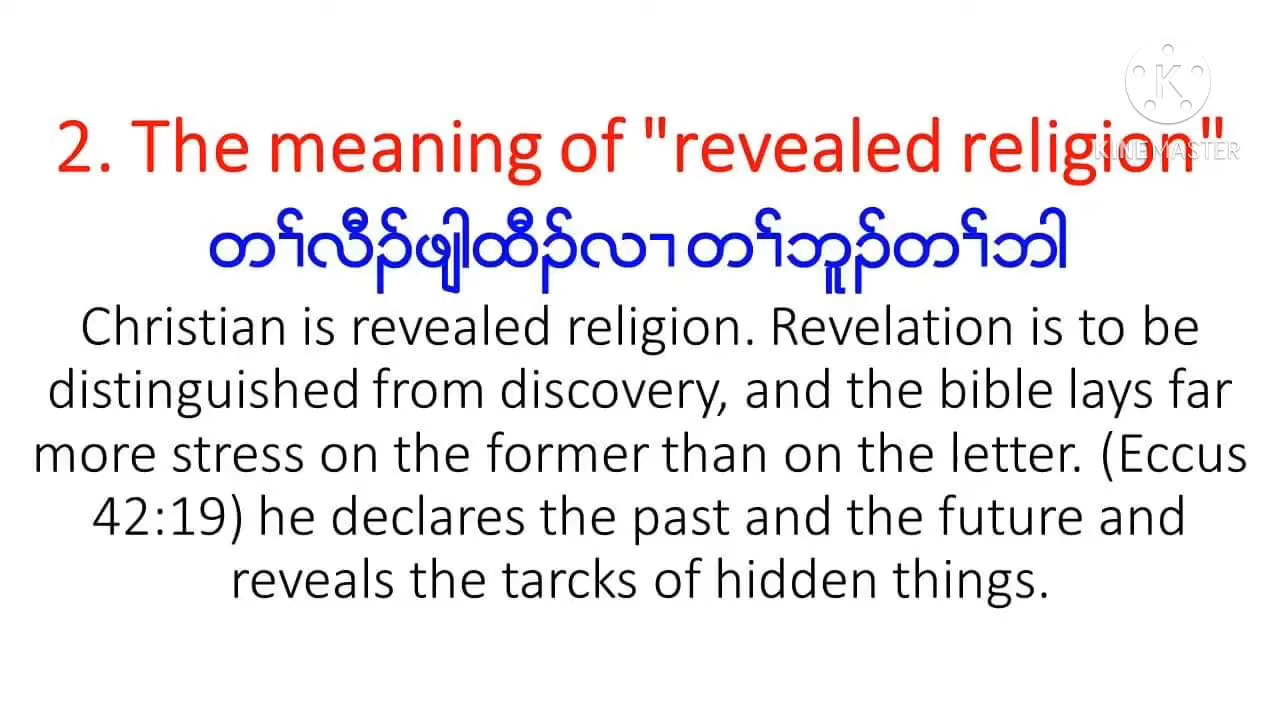 2. The meaning of "revealed religion"
တၢ်လီၣ်ဖျါထီၣ်လၢ တၢ်ဘူၣ်တၢ်ဘါ
Christian is revealed religion. Revelation is to be
distinguished from discovery, and the bible lays far
more stress on the former than on the letter. (Eccus
42:19) he declares the past and the future and
reveals the tarcks of hidden things.
K
KINEMASTER